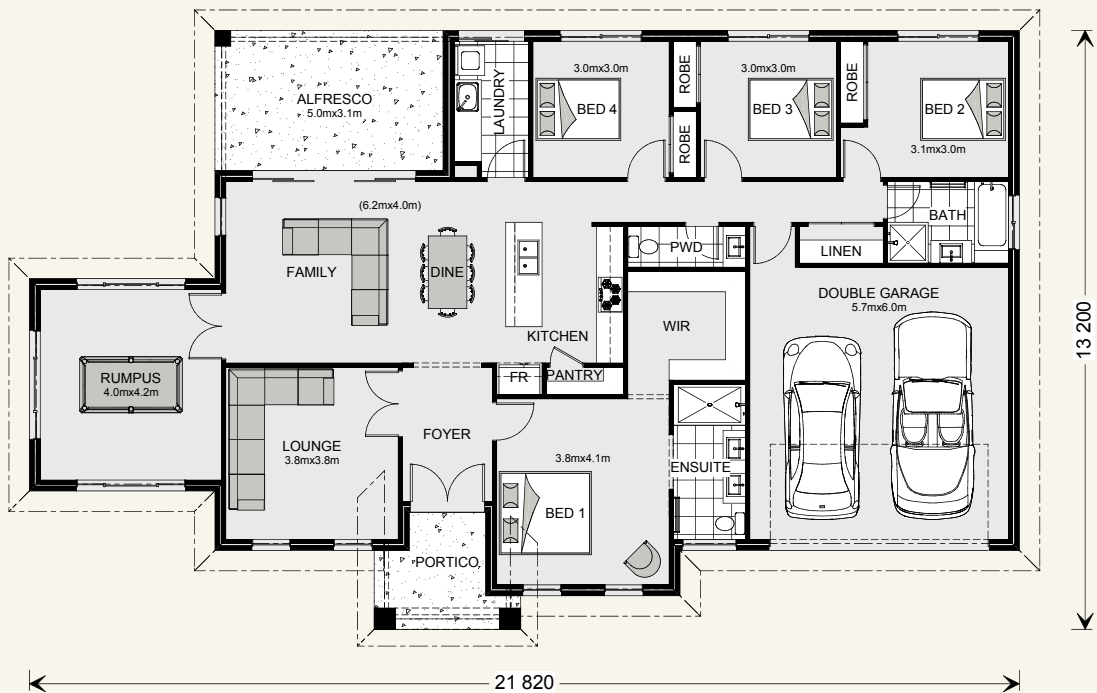 ALFRESCO
5.0mx3.1m
LAUNDRY
3.0mx3.0m
BED 4
ROBE
ROBE
3.0mx3.0m
BED 3
ROBE
BED 2
3.1mx3.0m
(6.2mx4.0m)
FAMILY
DINE
KITCHEN
PWD
LINEN
BATH
DOUBLE GARAGE
5.7mx6.0m
WIR
RUMPUS
4.0mx4.2m
FR
PANTRY
LOUNGE
3.8mx3.8m
FOYER
3.8mx4.1m
BED 1
ENSUITE
PORTICO
13 200
21 820